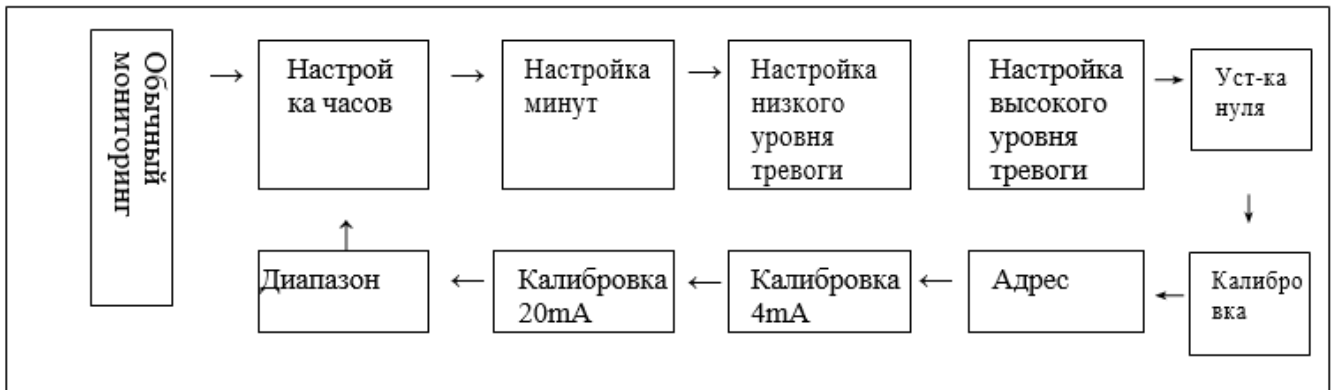 Обычный
мониторинг
→
Настрой
ка часов
→
Настройка
минут
→
Настройка
низкого
уровня
тревоги
Настройка
высокого
уровня
тревоги
→
Уст-ка
нуля
↓
↑
Диапазон
←
Калибровка
20mA
←
Калибровка
4mA
←
Адрес
←
Калибро
вка